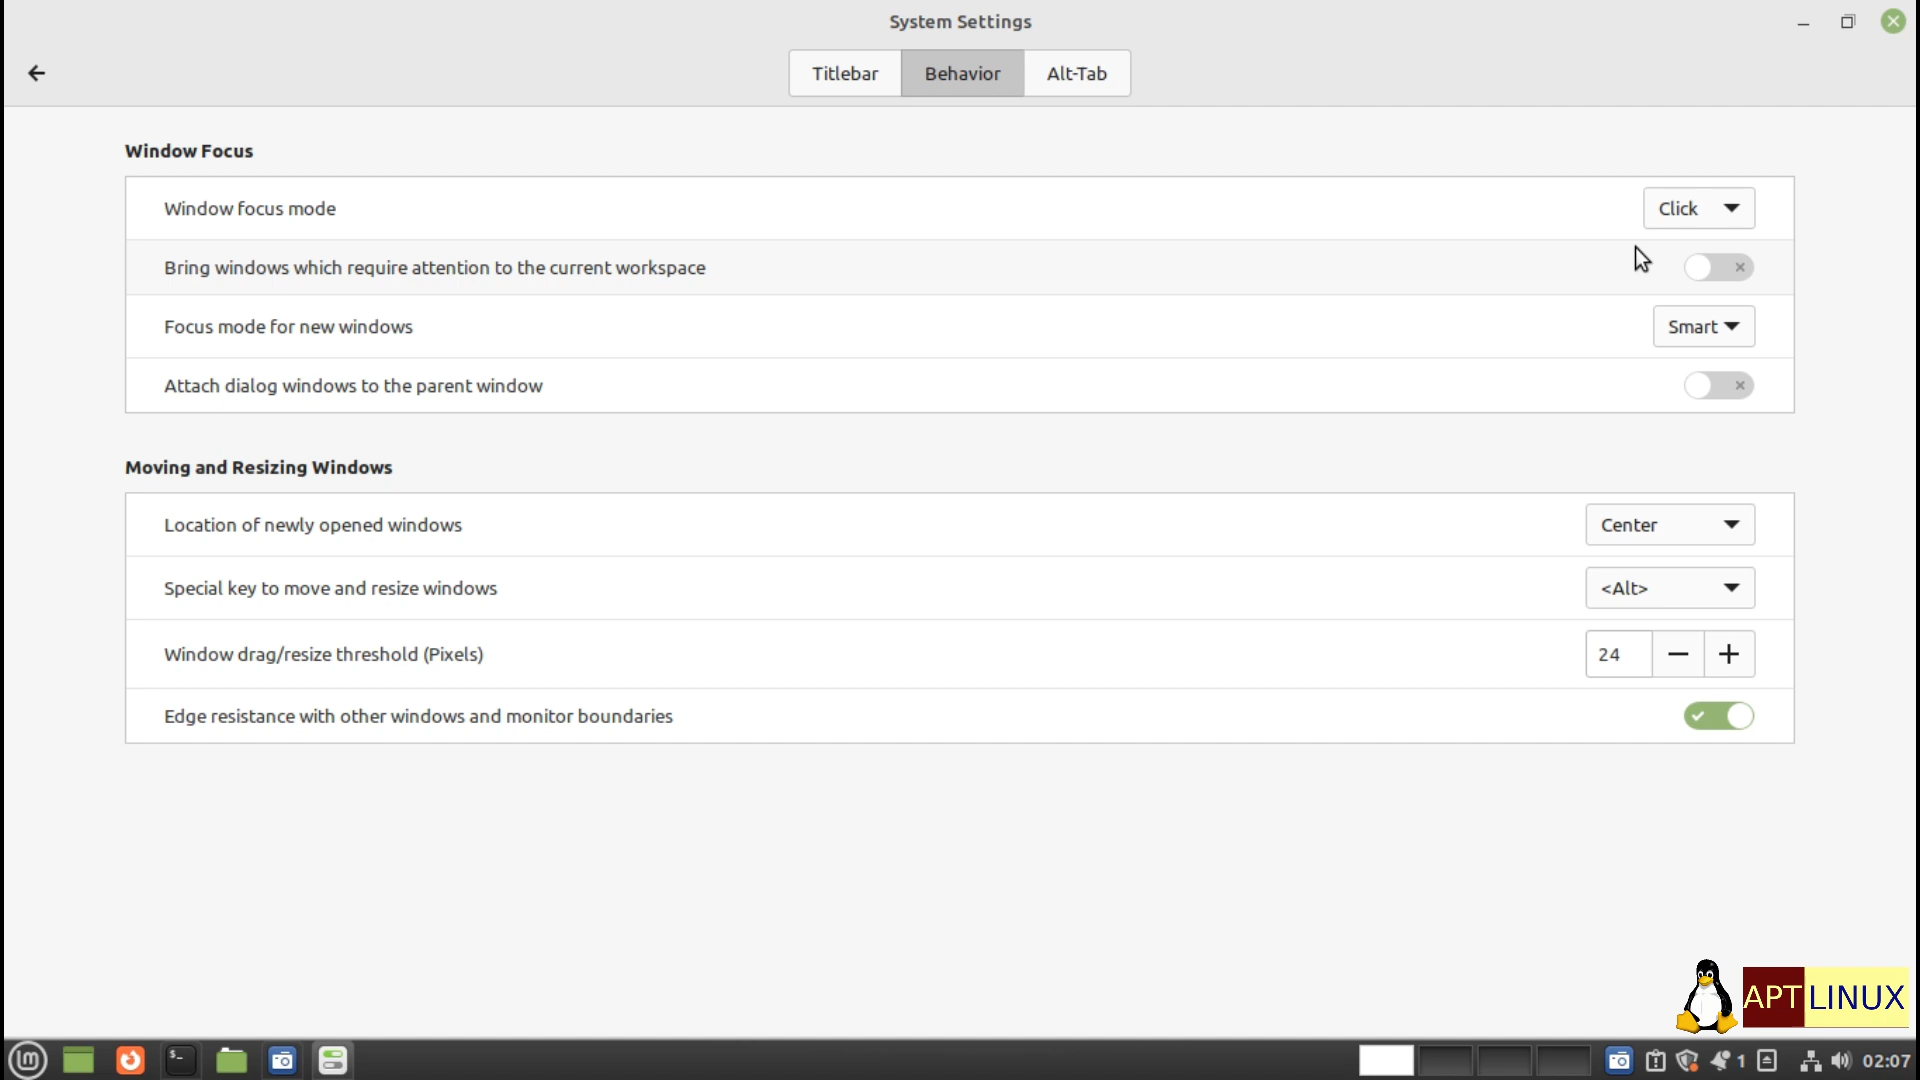 System Settings
Titlebar
Behavior
Alt-Tab
Window Focus
Window focus mode
Click
Bring windows which require attention to the current workspace
Focus mode for new windows
Smart
Attach dialog windows to the parent window
Moving and Resizing Windows
Location of newly opened windows
Center
Special key to move and resize windows
<Alt>
Window drag/resize threshold (Pixels)
24
Edge resistance with other windows and monitor boundaries
APT LINUX
1
02:07